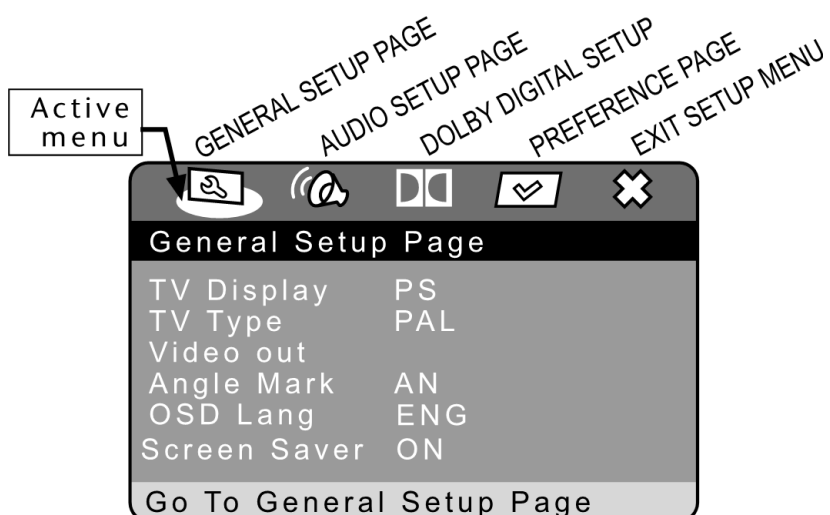 GENERAL SETUP PAGE
AUDIO SETUP PAGE
DOLBY DIGITAL SETUP
PREFERENCE PAGE
EXIT SETUP MENU
Active
menu
General Setup Page
TV Display PS
TV Type PAL
Video out
Angle Mark AN
OSD Lang ENG
Screen Saver ON
Go To General Setup Page